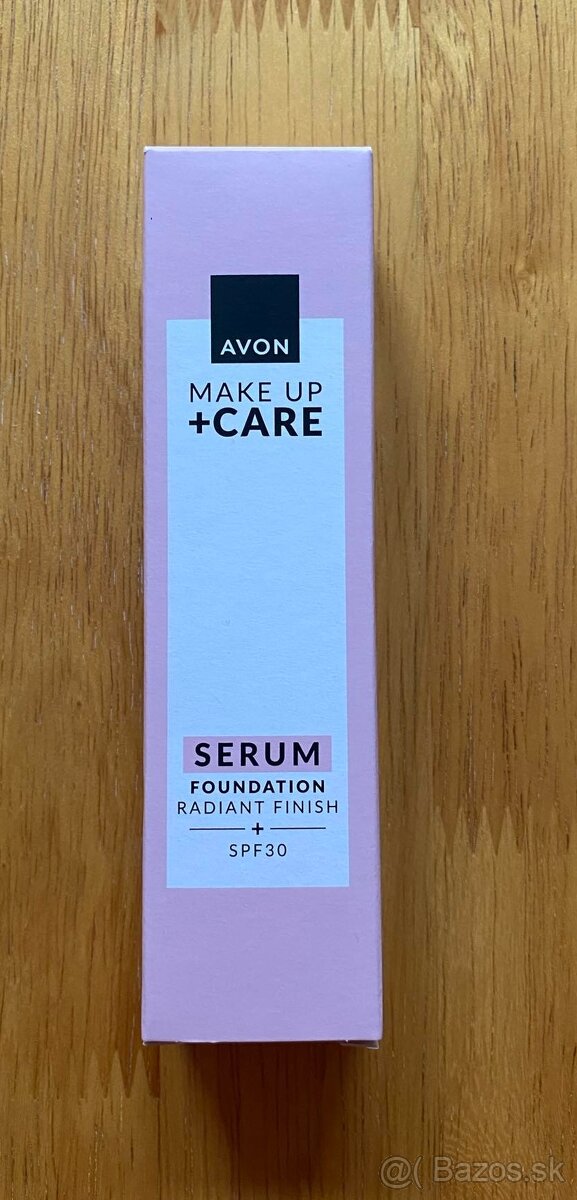 AVON
MAKE UP
+CARE
SERUM
FOUNDATION
RADIANT FINISH
+
SPF30
@( Bazos.sk